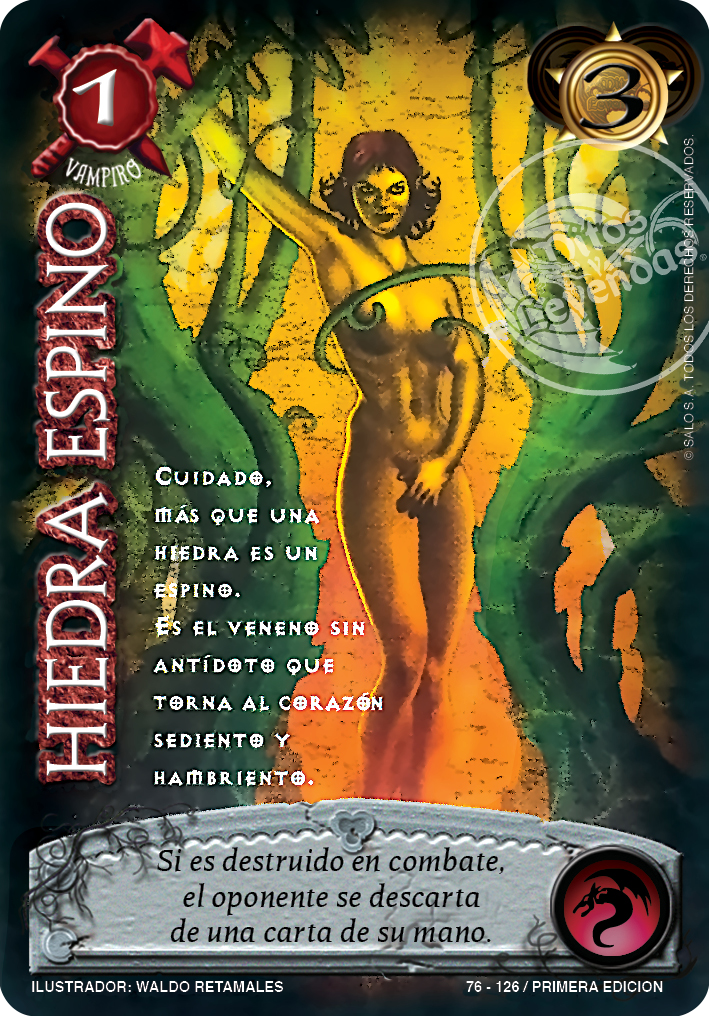 1
VAMPIRO
3
HIEDRA ESPINO
Mitos
y
Leyendas
®
© SALO S. A. TODOS LOS DERECHOS RESERVADOS.
CUIDADO,
MÁS QUE UNA
HIEDRA ES UN
ESPINO.
ES EL VENENO SIN
ANTÍDOTO QUE
TORNA AL CORAZÓN
SEDIENTO Y
HAMBRIENTO.
Si es destruido en combate,
el oponente se descarta
de una carta de su mano.
ILUSTRADOR: WALDO RETAMALES
76 - 126 / PRIMERA EDICION